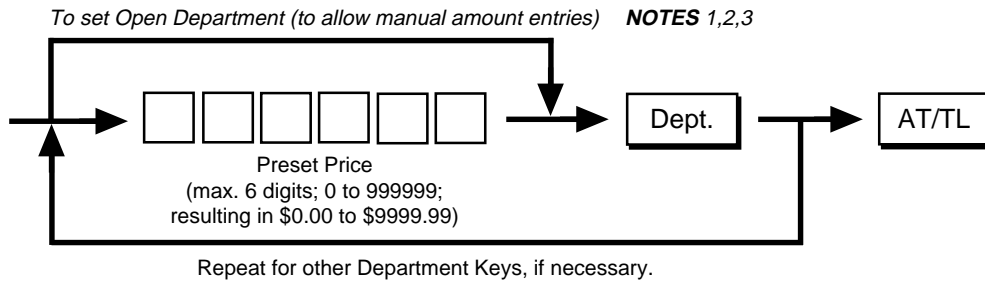 To set Open Department (to allow manual amount entries) NOTES 1,2,3
Dept.
AT/TL
Preset Price
(max. 6 digits; 0 to 999999;
resulting in $0.00 to $9999.99)
Repeat for other Department Keys, if necessary.